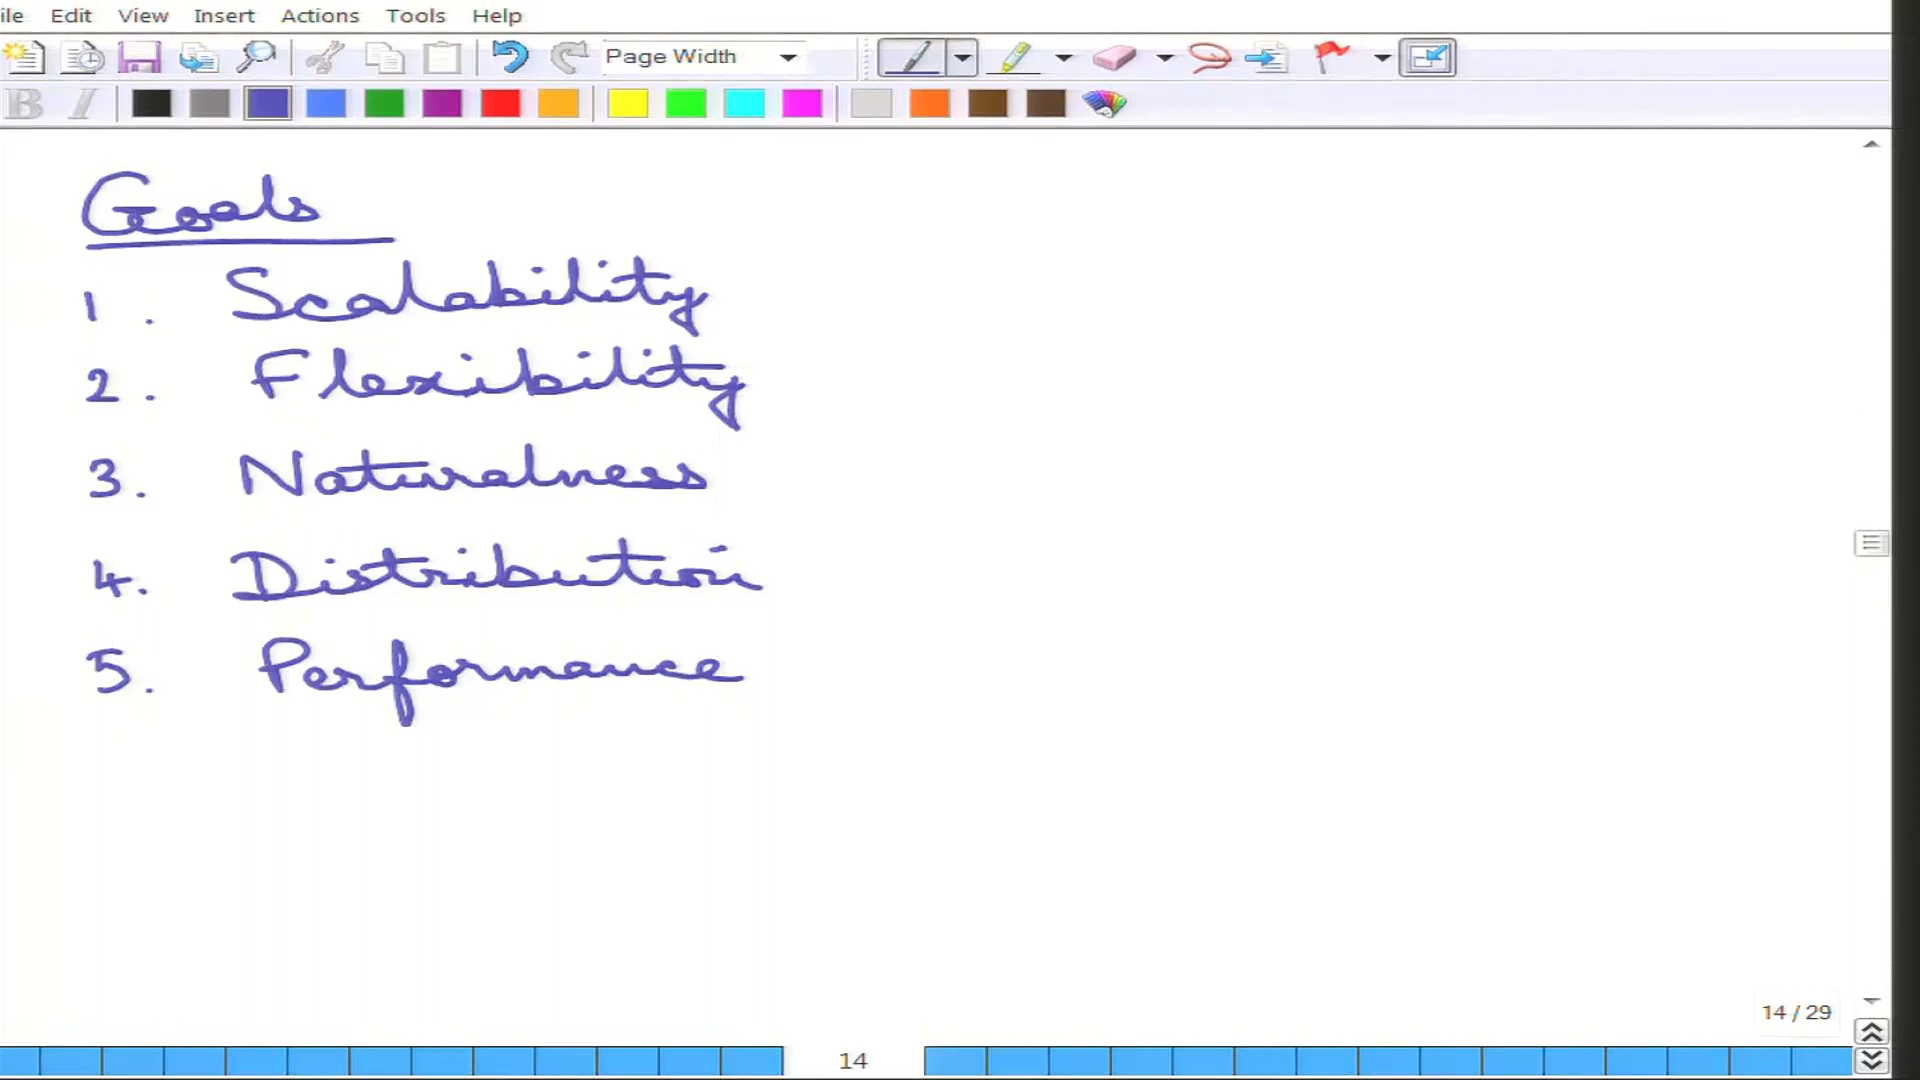 ile Edit View Insert Actions Tools Help
Page Width
B I
Goals
1. Scalability
2. Flexibility
3. Naturalness
4. Distribution
5. Performance
14 / 29
14